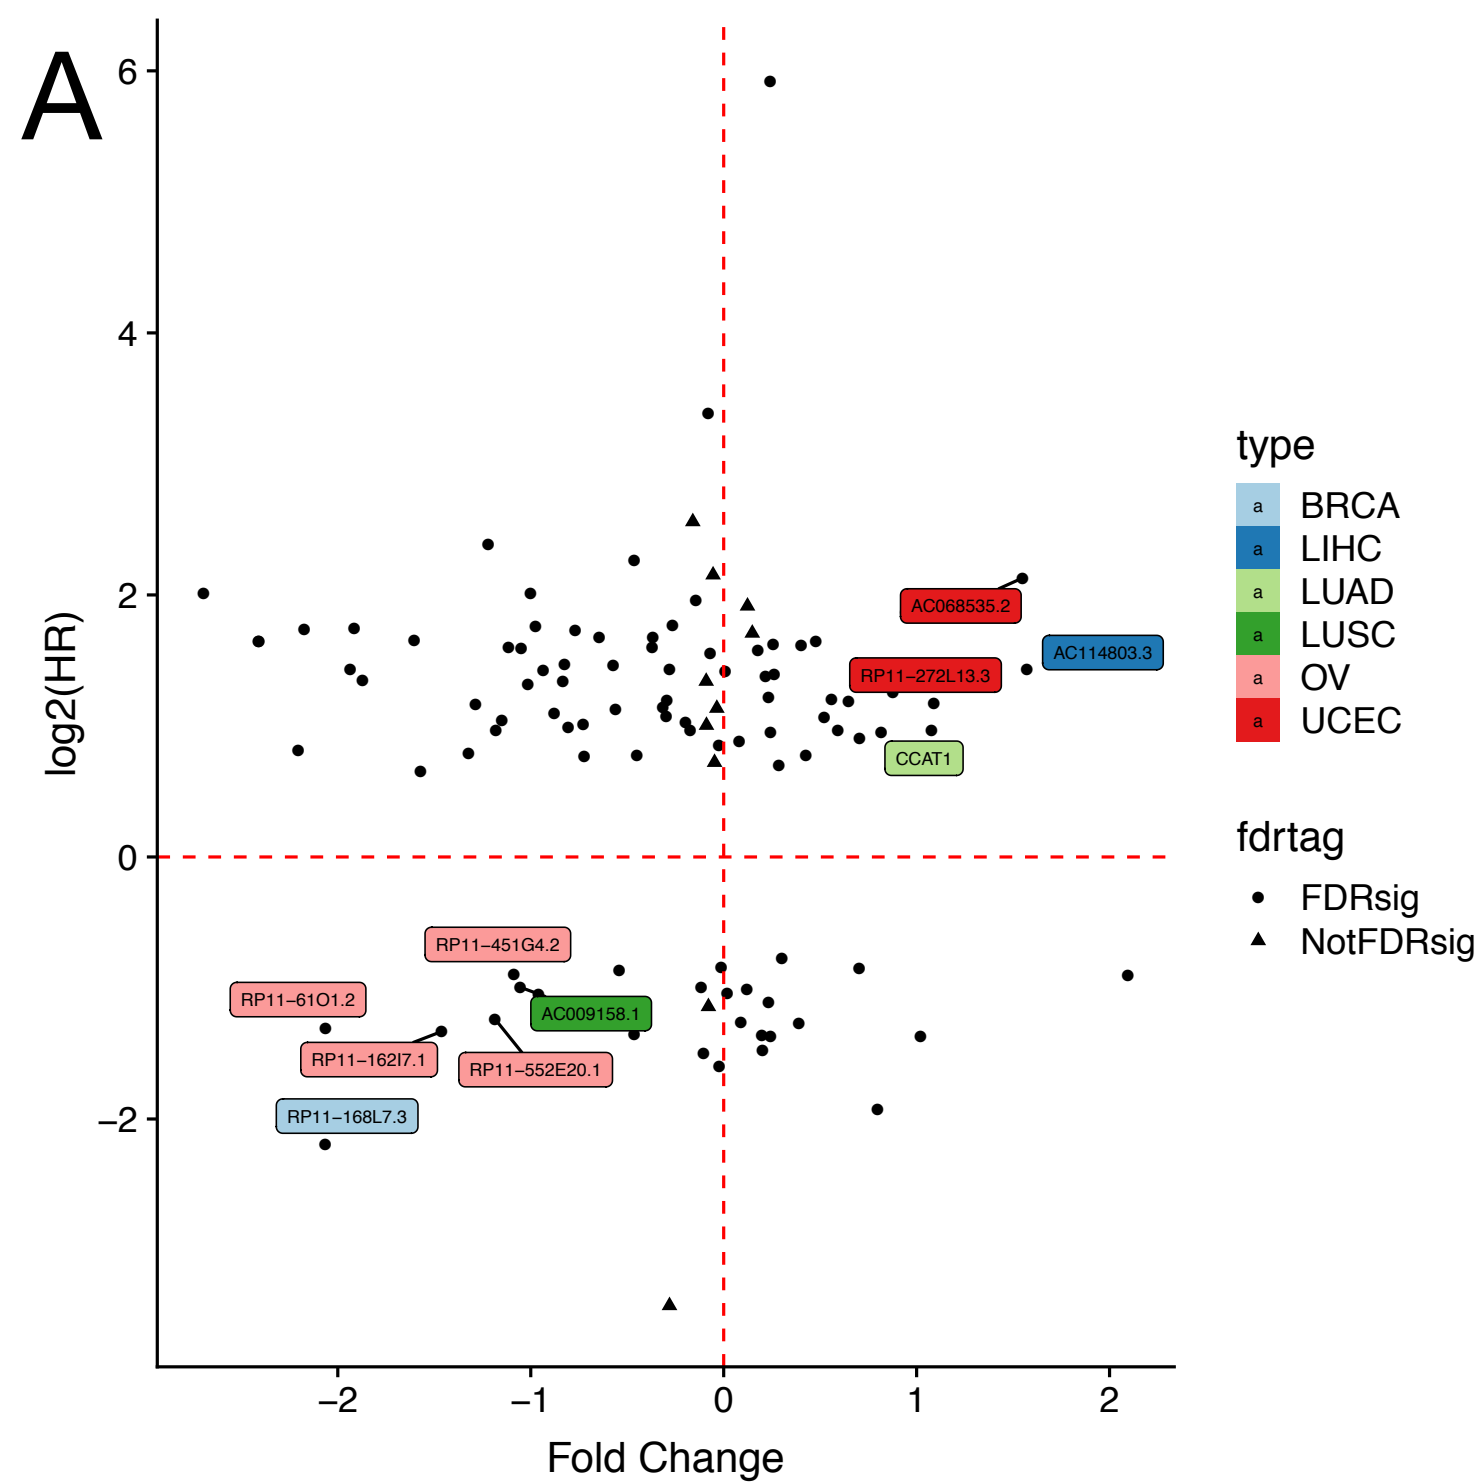 A
6
4
2
0
−2
log2(HR)
−2
−1
0
1
2
Fold Change
AC068535.2
AC114803.3
RP11−272L13.3
CCAT1
RP11−451G4.2
RP11−61O1.2
AC009158.1
RP11−162I7.1
RP11−552E20.1
RP11−168L7.3
type
a BRCA
a LIHC
a LUAD
a LUSC
a OV
a UCEC
fdrtag
FDRsig
NotFDRsig